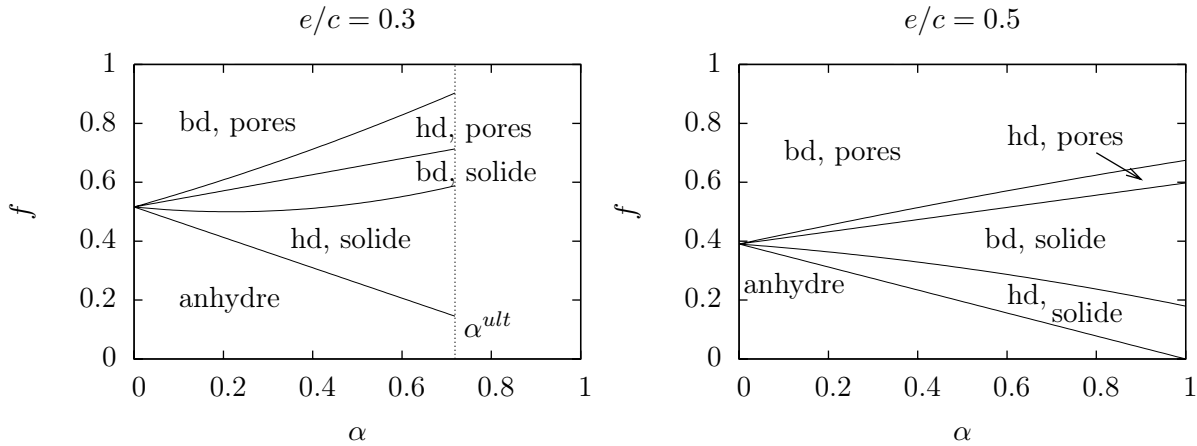 e/c = 0.3
1
0.8
0.6
0.4
0.2
0
f
bd, pores
hd, pores
bd, solide
hd, solide
anhydre
α^{ult}
0 0.2 0.4 0.6 0.8 1
α
e/c = 0.5
1
0.8
0.6
0.4
0.2
0
f
hd, pores
bd, pores
bd, solide
anhydre
hd,
solide
0 0.2 0.4 0.6 0.8 1
α